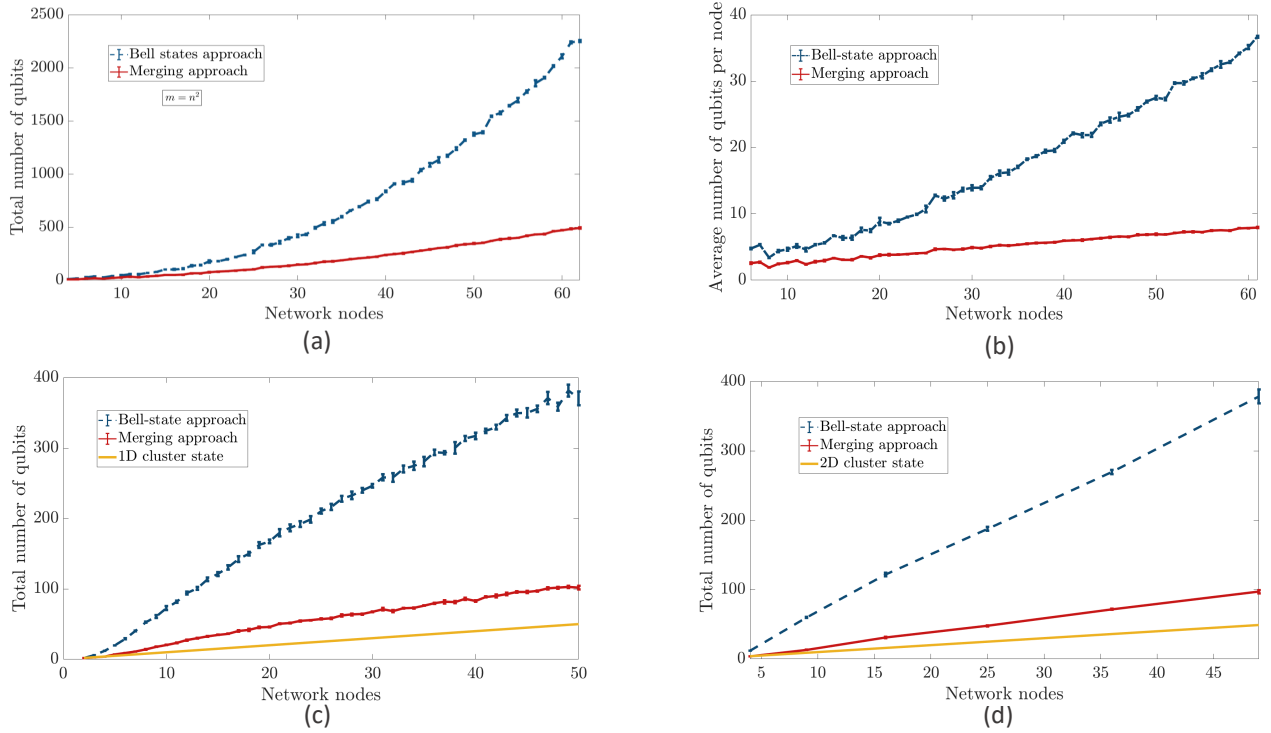 2500
2000
1500
1000
500
0
Total number of qubits
Bell states approach
Merging approach
m = n²
10 20 30 40 50 60
Network nodes
(a)
40
30
20
10
0
Average number of qubits per node
Bell-state approach
Merging approach
10 20 30 40 50 60
Network nodes
(b)
400
300
200
100
0
Total number of qubits
Bell-state approach
Merging approach
1D cluster state
0 10 20 30 40 50
Network nodes
(c)
400
300
200
100
0
Total number of qubits
Bell-state approach
Merging approach
2D cluster state
5 10 15 20 25 30 35 40 45
Network nodes
(d)